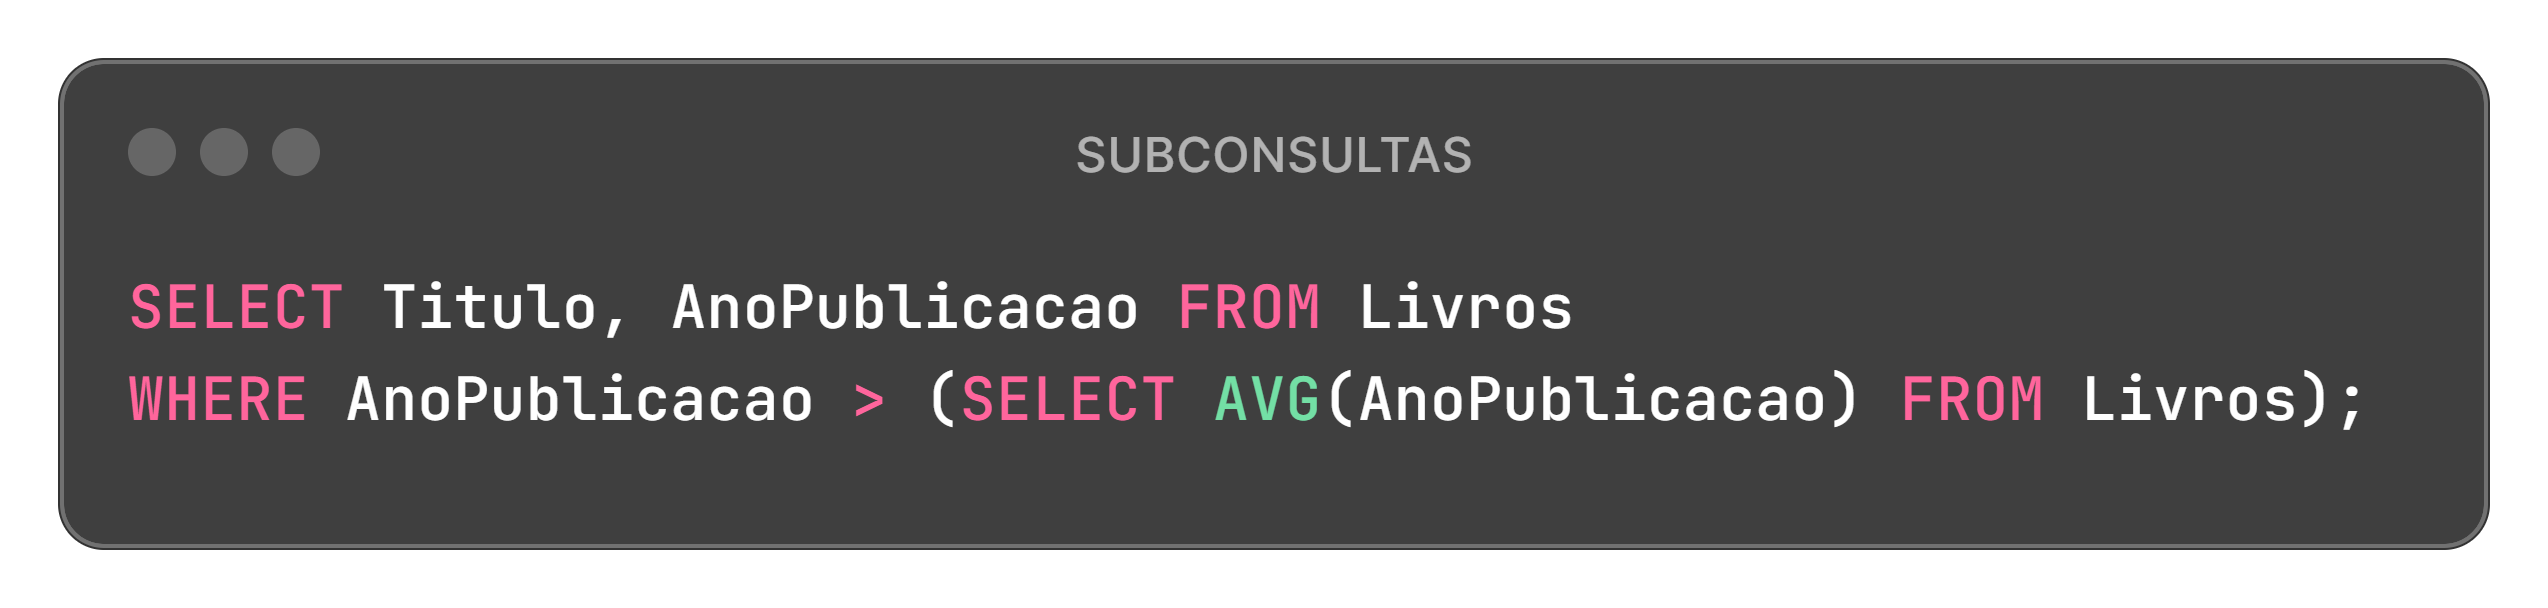 SUBCONSULTAS
SELECT Titulo, AnoPublicacao FROM Livros
WHERE AnoPublicacao > (SELECT AVG(AnoPublicacao) FROM Livros);